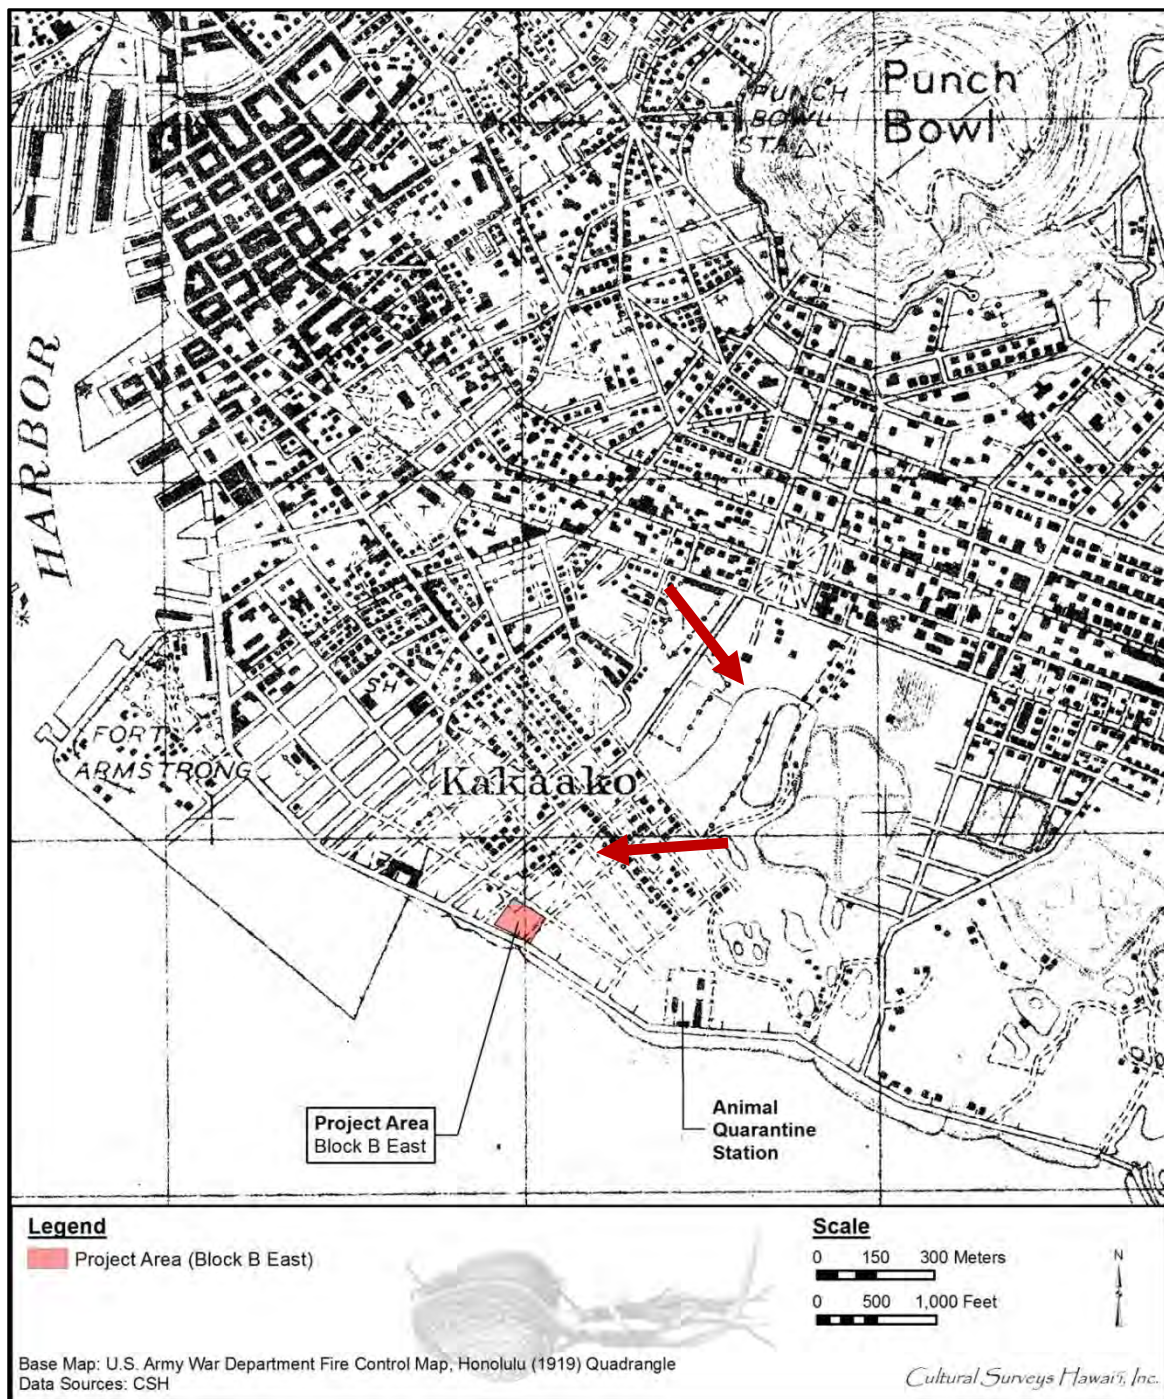 Punch
Bowl
PUNCH
BOWL
STA
HARBOR
SH
FORT
ARMSTRONG
Kakaako
Project Area
Block B East
Animal
Quarantine
Station
Legend
Project Area (Block B East)
Scale
0 150 300 Meters
0 500 1,000 Feet
N
Base Map: U.S. Army War Department Fire Control Map, Honolulu (1919) Quadrangle
Data Sources: CSH
Cultural Surveys Hawai‘i, Inc.